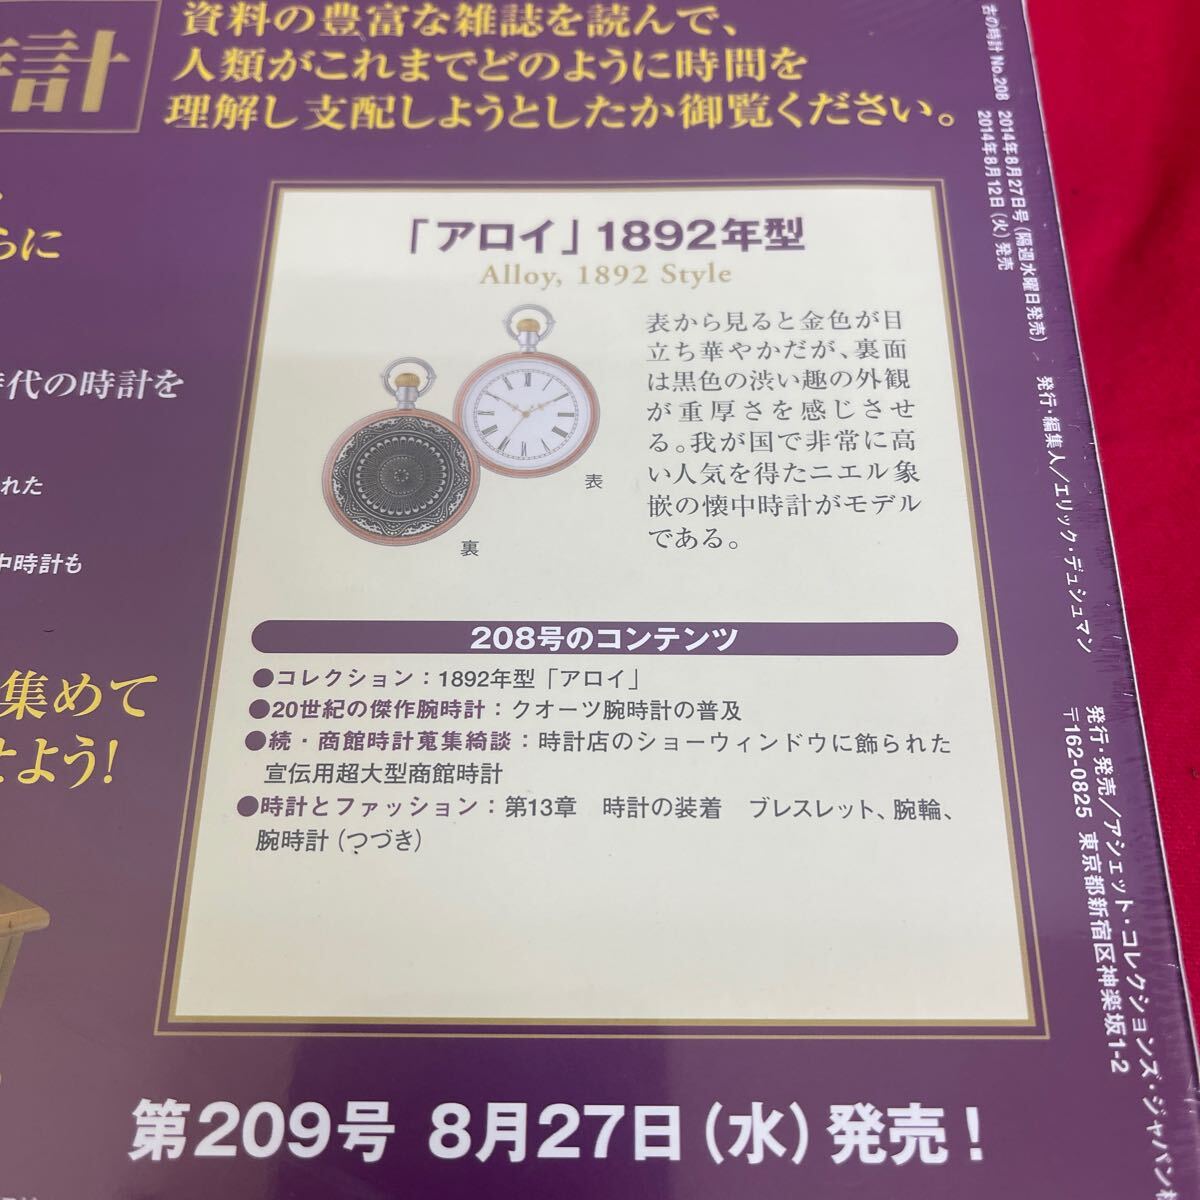 時計
資料の豊富な雑誌を読んで、
人類がこれまでどのように時間を
理解し支配しようとしたか御覧ください。
らに
時代の時計を
れた
中時計も
集めて
せよう!
「アロイ」1892年型
Alloy, 1892 Style
表から見ると金色が目
立ち華やかだが、裏面
は黒色の渋い趣の外観
が重厚さを感じさせ
る。我が国で非常に高
い人気を得たニエル象
嵌の懐中時計がモデル
である。
表
裏
208号のコンテンツ
●コレクション：1892年型「アロイ」
●20世紀の傑作腕時計：クオーツ腕時計の普及
●続・商館時計蒐集綺談：時計店のショーウィンドウに飾られた
宣伝用超大型商館時計
●時計とファッション：第13章　時計の装着　ブレスレット、腕輪、
腕時計（つづき）
第209号 8月27日（水）発売！
古の時計 No.208 2014年8月27日号（隔週水曜日発売）
2014年8月12日（火）発売
発行・編集人／エリック・デュシュマン
発行・発売／アシェット・コレクションズ・ジャパン株
〒162-0825 東京都新宿区神楽坂1-2